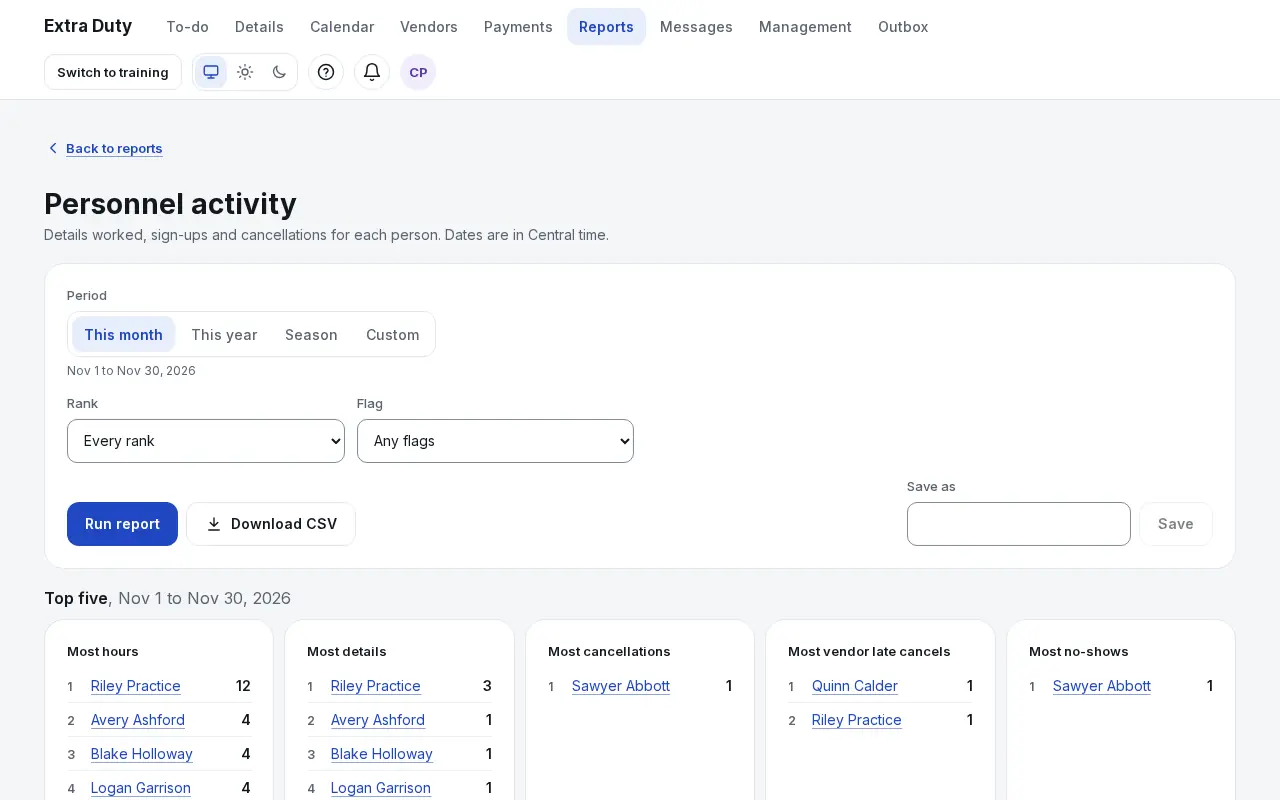 Extra Duty To-do Details Calendar Vendors Payments Reports Messages Management Outbox
Switch to training CP
Back to reports
Personnel activity
Details worked, sign-ups and cancellations for each person. Dates are in Central time.
Period
This month This year Season Custom
Nov 1 to Nov 30, 2026
Rank Flag
Every rank Any flags
Save as
Run report Download CSV Save
Top five, Nov 1 to Nov 30, 2026
Most hours
1 Riley Practice 12
2 Avery Ashford 4
3 Blake Holloway 4
4 Logan Garrison 4
Most details
1 Riley Practice 3
2 Avery Ashford 1
3 Blake Holloway 1
4 Logan Garrison 1
Most cancellations
1 Sawyer Abbott 1
Most vendor late cancels
1 Quinn Calder 1
2 Riley Practice 1
Most no-shows
1 Sawyer Abbott 1